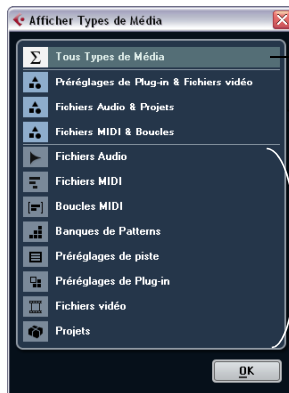 Afficher Types de Média
Tous Types de Média
Préréglages de Plug-in & Fichiers vidéo
Fichiers Audio & Projets
Fichiers MIDI & Boucles
Fichiers Audio
Fichiers MIDI
Boucles MIDI
Banques de Patterns
Préréglages de piste
Préréglages de Plug-in
Fichiers vidéo
Projets
OK